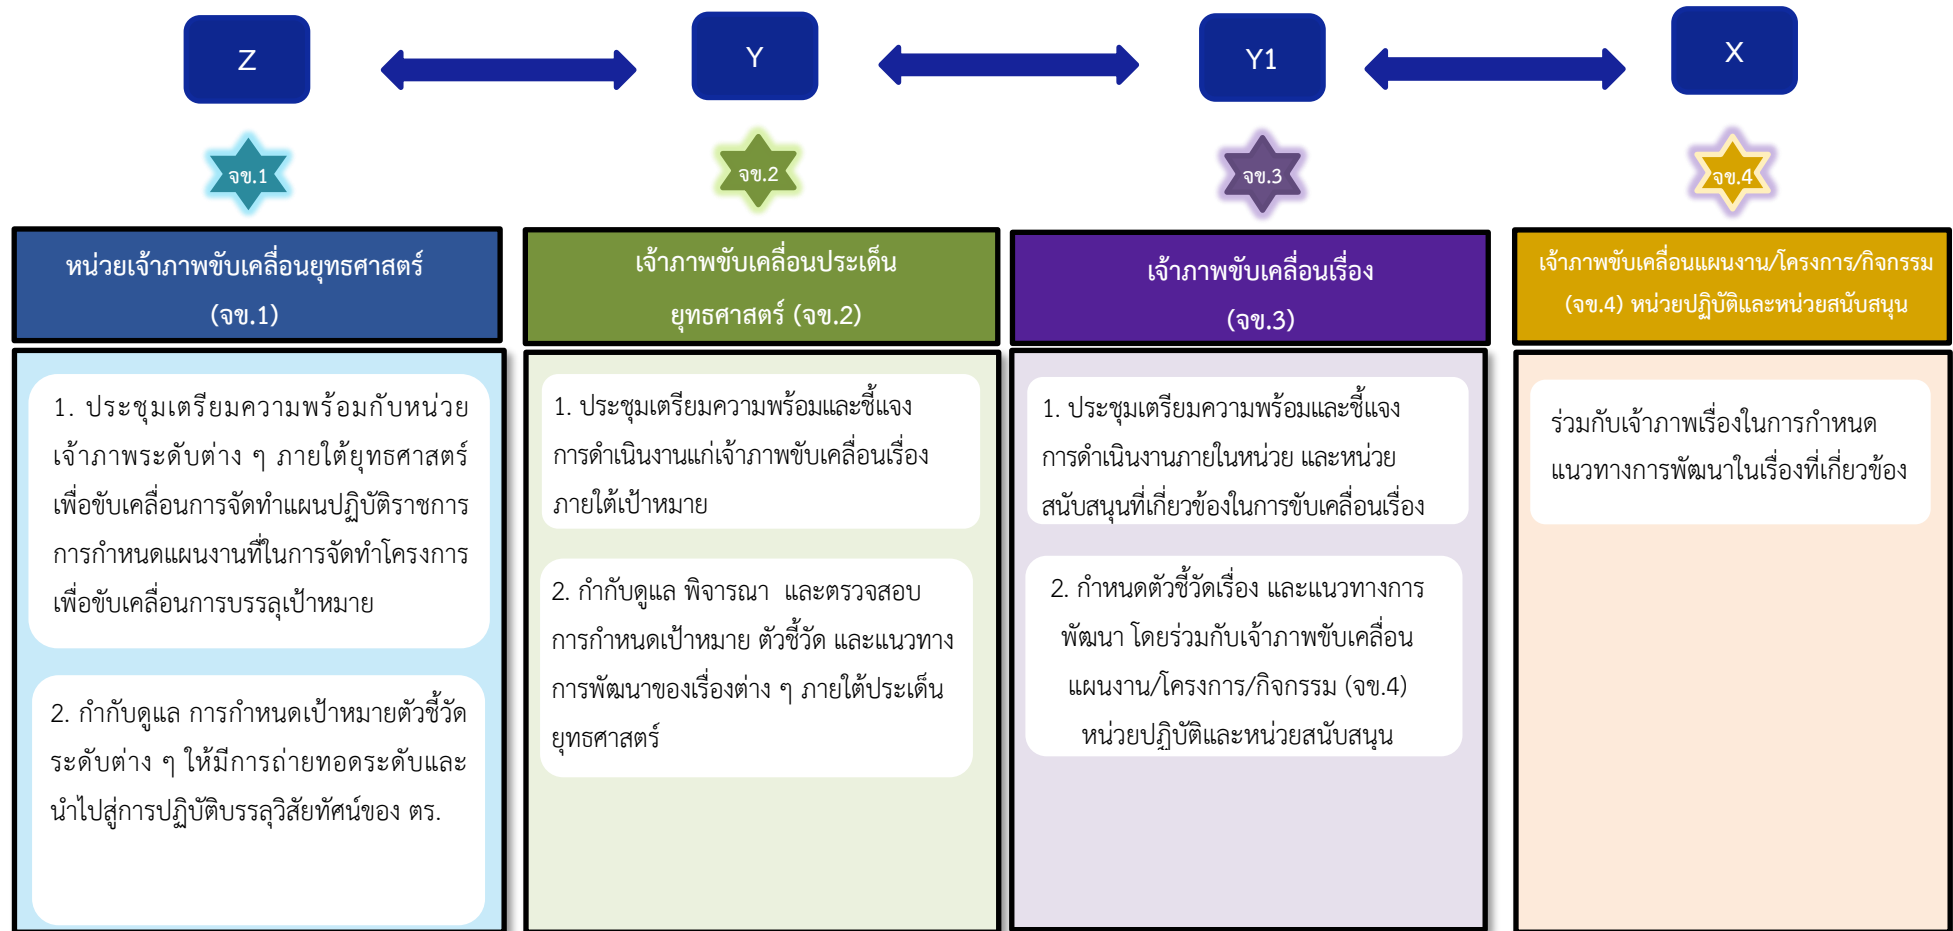 Z
Y
Y1
X
จข.1
จข.2
จข.3
จข.4
หน่วยเจ้าภาพขับเคลื่อนยุทธศาสตร์
(จข.1)
1. ประชุมเตรียมความพร้อมกับหน่วย
เจ้าภาพระดับต่าง ๆ ภายใต้ยุทธศาสตร์
เพื่อขับเคลื่อนการจัดทำแผนปฏิบัติราชการ
การกำหนดแผนงานที่ในการจัดทำโครงการ
เพื่อขับเคลื่อนการบรรลุเป้าหมาย
2. กำกับดูแล การกำหนดเป้าหมายตัวชี้วัด
ระดับต่าง ๆ ให้มีการถ่ายทอดระดับและ
นำไปสู่การปฏิบัติบรรลุวิสัยทัศน์ของ ตร.
เจ้าภาพขับเคลื่อนประเด็น
ยุทธศาสตร์ (จข.2)
1. ประชุมเตรียมความพร้อมและชี้แจง
การดำเนินงานแก่เจ้าภาพขับเคลื่อนเรื่อง
ภายใต้เป้าหมาย
2. กำกับดูแล พิจารณา และตรวจสอบ
การกำหนดเป้าหมาย ตัวชี้วัด และแนวทาง
การพัฒนาของเรื่องต่าง ๆ ภายใต้ประเด็น
ยุทธศาสตร์
เจ้าภาพขับเคลื่อนเรื่อง
(จข.3)
1. ประชุมเตรียมความพร้อมและชี้แจง
การดำเนินงานภายในหน่วย และหน่วย
สนับสนุนที่เกี่ยวข้องในการขับเคลื่อนเรื่อง
2. กำหนดตัวชี้วัดเรื่อง และแนวทางการ
พัฒนา โดยร่วมกับเจ้าภาพขับเคลื่อน
แผนงาน/โครงการ/กิจกรรม (จข.4)
หน่วยปฏิบัติและหน่วยสนับสนุน
เจ้าภาพขับเคลื่อนแผนงาน/โครงการ/กิจกรรม
(จข.4) หน่วยปฏิบัติและหน่วยสนับสนุน
ร่วมกับเจ้าภาพเรื่องในการกำหนด
แนวทางการพัฒนาในเรื่องที่เกี่ยวข้อง